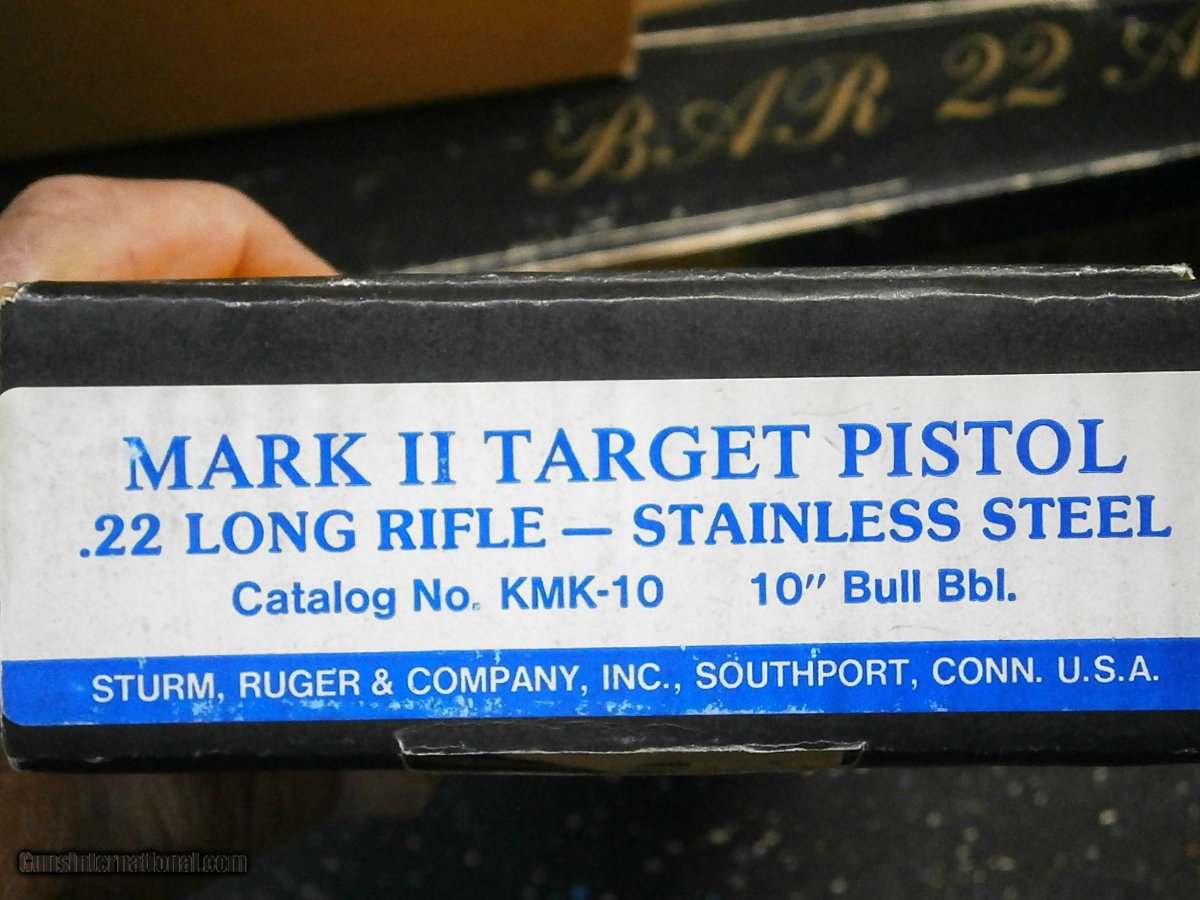 BAR 22 A
MARK II TARGET PISTOL
.22 LONG RIFLE — STAINLESS STEEL
Catalog No. KMK-10 10" Bull Bbl.
STURM, RUGER & COMPANY, INC., SOUTHPORT, CONN. U.S.A.
GunsInternational.com